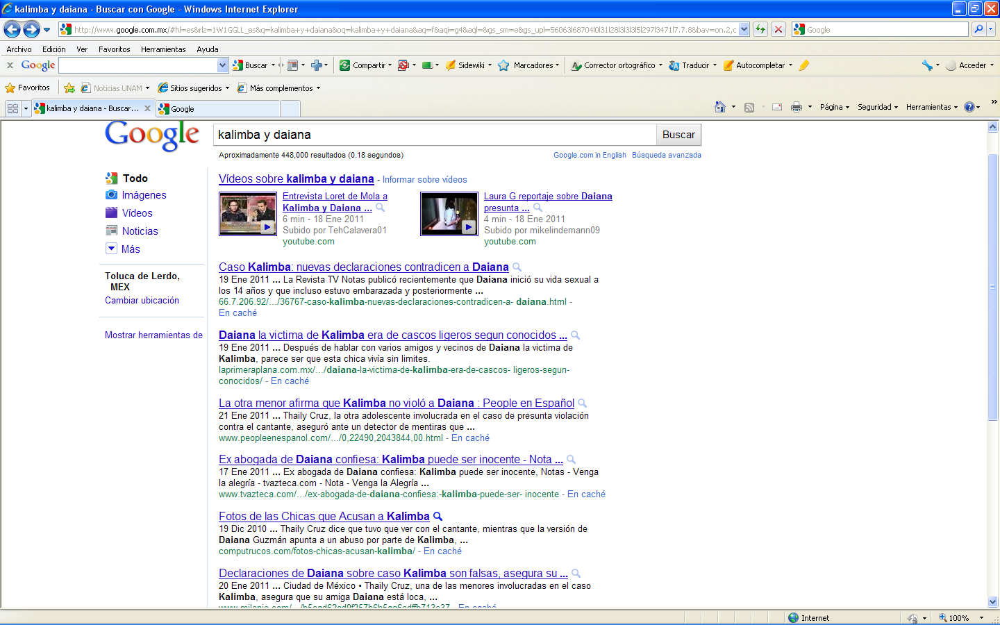 kalimba y daiana - Buscar con Google - Windows Internet Explorer
http://www.google.com.mx/#hl=es&rlz=1W1GGLL_es&q=kalimba+y+daiana&oq=kalimba+y+daiana&aq=f&aqi=g4&aql=&gs_sm=e&gs_upl=56063l68704l0l31l28l3l3l3l5l297l3471l7.7.8&bav=on.2,c
Google
Archivo Edición Ver Favoritos Herramientas Ayuda
x Google Buscar Compartir Sidewiki Marcadores Corrector ortográfico Traducir Autocompletar Acceder
Favoritos Noticias UNAM Sitios sugeridos Más complementos
kalimba y daiana - Buscar... Google Página Seguridad Herramientas
Google kalimba y daiana Buscar
Aproximadamente 448,000 resultados (0.18 segundos) Google.com in English Búsqueda avanzada
Todo
Imágenes
Vídeos
Noticias
Más
Toluca de Lerdo,
MEX
Cambiar ubicación
Mostrar herramientas de
Vídeos sobre kalimba y daiana - Informar sobre vídeos
Entrevista Loret de Mola a
Kalimba y Daiana ...
6 min - 18 Ene 2011
Subido por TehCalavera01
youtube.com
Laura G reportaje sobre Daiana
presunta ...
4 min - 18 Ene 2011
Subido por mikelindemann09
youtube.com
Caso Kalimba: nuevas declaraciones contradicen a Daiana
19 Ene 2011 ... La Revista TV Notas publicó recientemente que Daiana inició su vida sexual a
los 14 años y que incluso estuvo embarazada y posteriormente ...
66.7.206.92/.../36767-caso-kalimba-nuevas-declaraciones-contradicen-a- daiana.html -
En caché
Daiana la victima de Kalimba era de cascos ligeros segun conocidos ...
19 Ene 2011 ... Después de hablar con varios amigos y vecinos de Daiana la victima de
Kalimba, parece ser que esta chica vivía sin limites.
laprimeraplana.com.mx/.../daiana-la-victima-de-kalimba-era-de-cascos- ligeros-segun-
conocidos/ - En caché
La otra menor afirma que Kalimba no violó a Daiana : People en Español
21 Ene 2011 ... Thaily Cruz, la otra adolescente involucrada en el caso de presunta violación
contra el cantante, aseguró ante un detector de mentiras que ...
www.peopleenespanol.com/.../0,22490,2043844,00.html - En caché
Ex abogada de Daiana confiesa: Kalimba puede ser inocente - Nota ...
17 Ene 2011 ... Ex abogada de Daiana confiesa: Kalimba puede ser inocente, Notas - Venga
la alegría - tvazteca.com - Nota - Venga la Alegría ...
www.tvazteca.com/.../ex-abogada-de-daiana-confiesa:-kalimba-puede-ser- inocente - En caché
Fotos de las Chicas que Acusan a Kalimba
19 Dic 2010 ... Thaily Cruz dice que tuvo que ver con el cantante, mientras que la versión de
Daiana Guzmán apunta a un abuso por parte de Kalimba, ...
computrucos.com/fotos-chicas-acusan-kalimba/ - En caché
Declaraciones de Daiana sobre caso Kalimba son falsas, asegura su ...
20 Ene 2011 ... Ciudad de México • Thaily Cruz, una de las menores involucradas en el caso
Kalimba, asegura que su amiga Daiana está loca, ...
Internet 100%